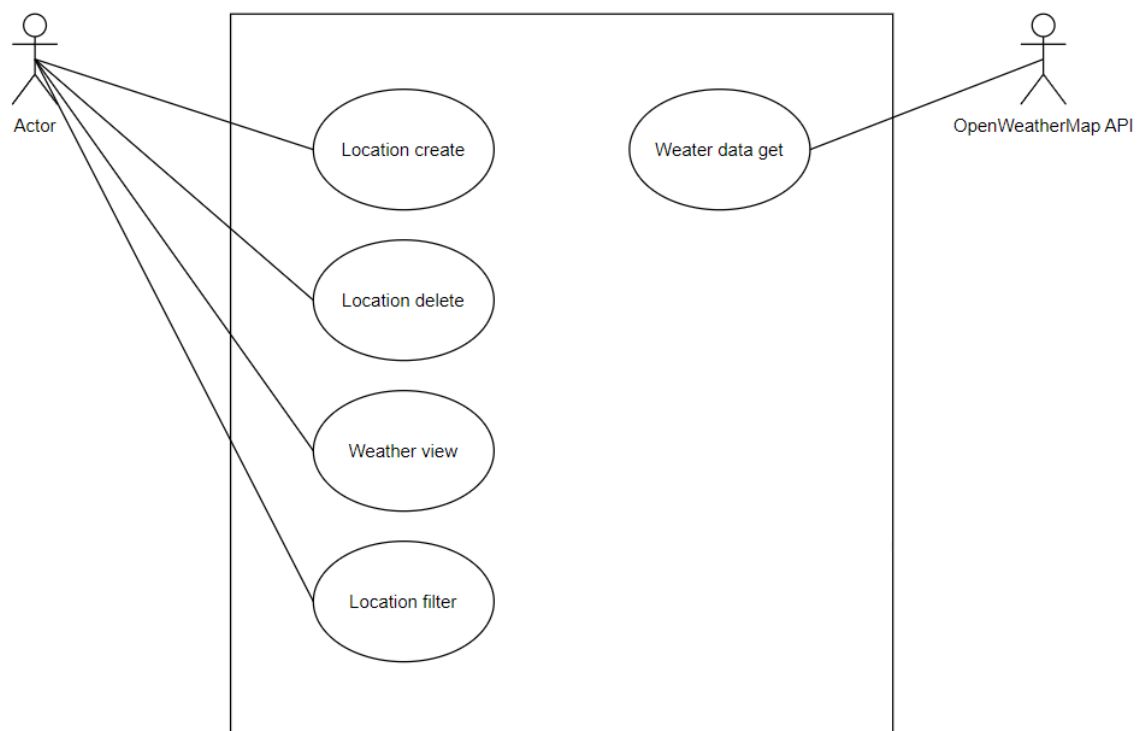 Actor
OpenWeatherMap API
Location create
Weater data get
Location delete
Weather view
Location filter